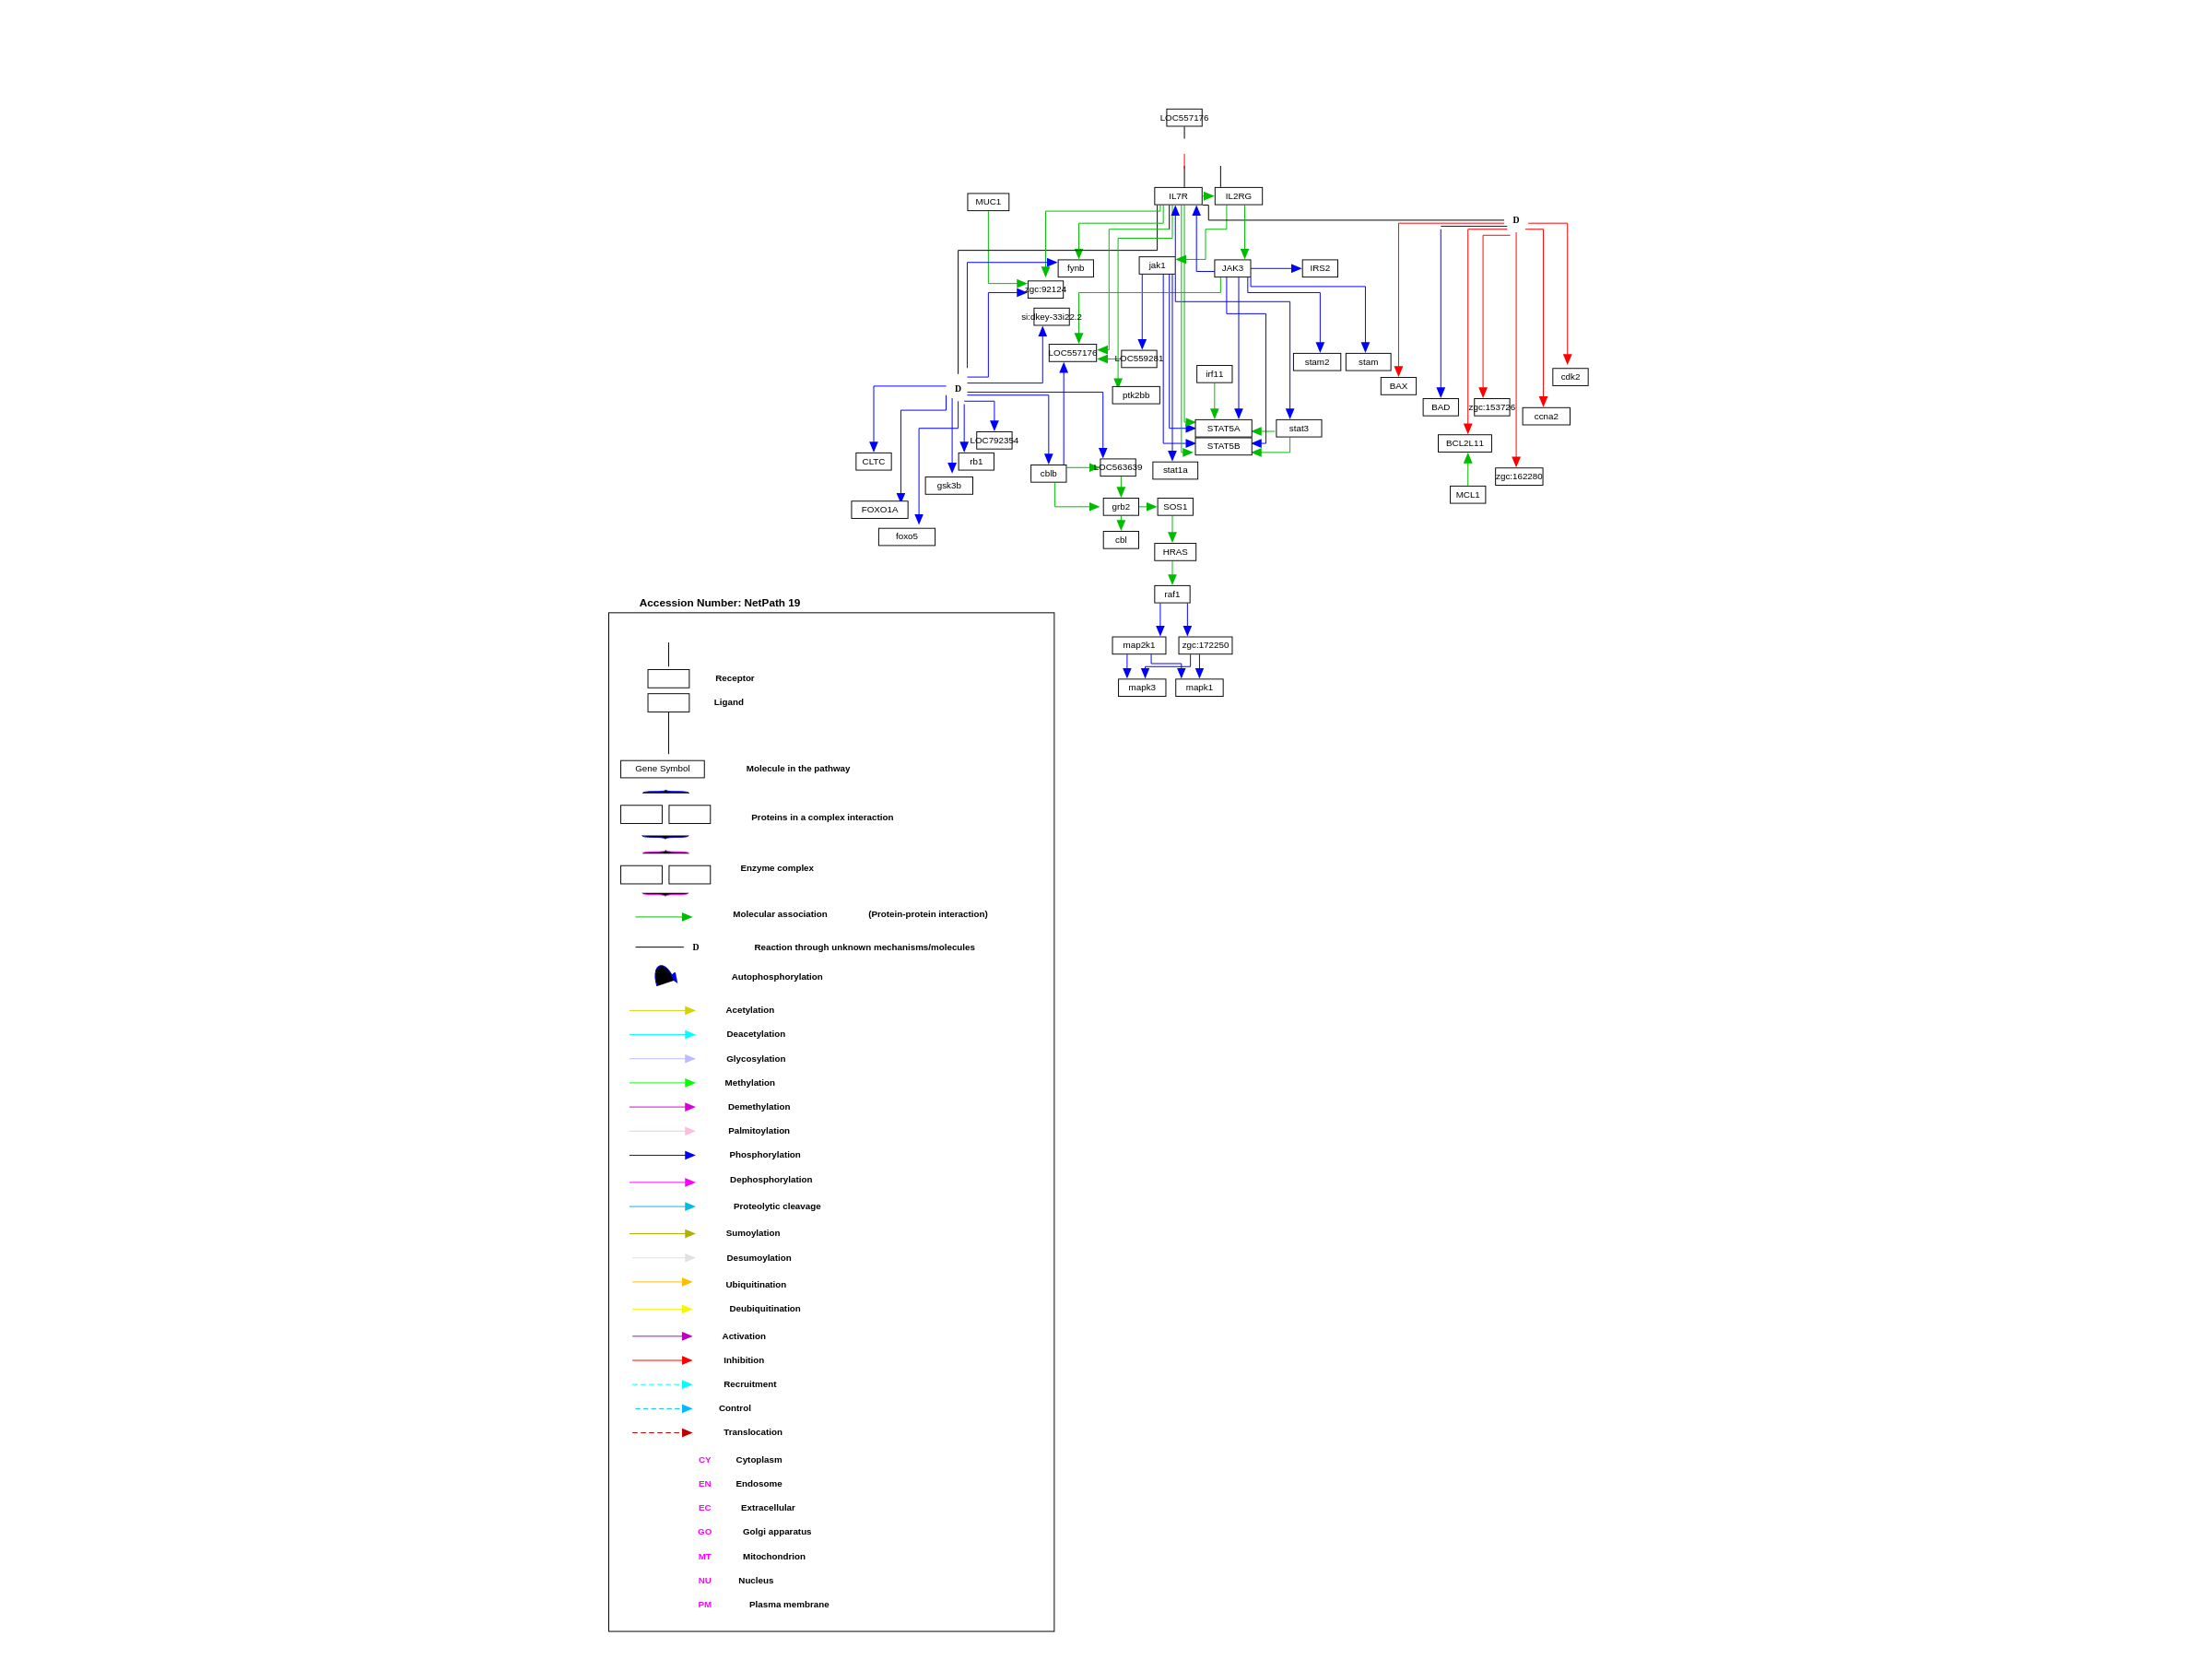 LOC557176
IL7R
IL2RG
MUC1
D
fynb
jak1
JAK3
IRS2
zgc:92124
si:dkey-33i22.2
LOC557176
LOC559281
stam2
stam
irf11
BAX
cdk2
D
ptk2bb
BAD
zgc:153726
ccna2
STAT5A
stat3
LOC792354
STAT5B
BCL2L11
CLTC
rb1
cblb
LOC563639
stat1a
zgc:162280
gsk3b
MCL1
FOXO1A
grb2
SOS1
foxo5
cbl
HRAS
raf1
Accession Number: NetPath 19
map2k1
zgc:172250
Receptor
mapk3
mapk1
Ligand
Gene Symbol
Molecule in the pathway
Proteins in a complex interaction
Enzyme complex
Molecular association (Protein-protein interaction)
D Reaction through unknown mechanisms/molecules
Autophosphorylation
Acetylation
Deacetylation
Glycosylation
Methylation
Demethylation
Palmitoylation
Phosphorylation
Dephosphorylation
Proteolytic cleavage
Sumoylation
Desumoylation
Ubiquitination
Deubiquitination
Activation
Inhibition
Recruitment
Control
Translocation
CY Cytoplasm
EN Endosome
EC Extracellular
GO Golgi apparatus
MT Mitochondrion
NU Nucleus
PM Plasma membrane